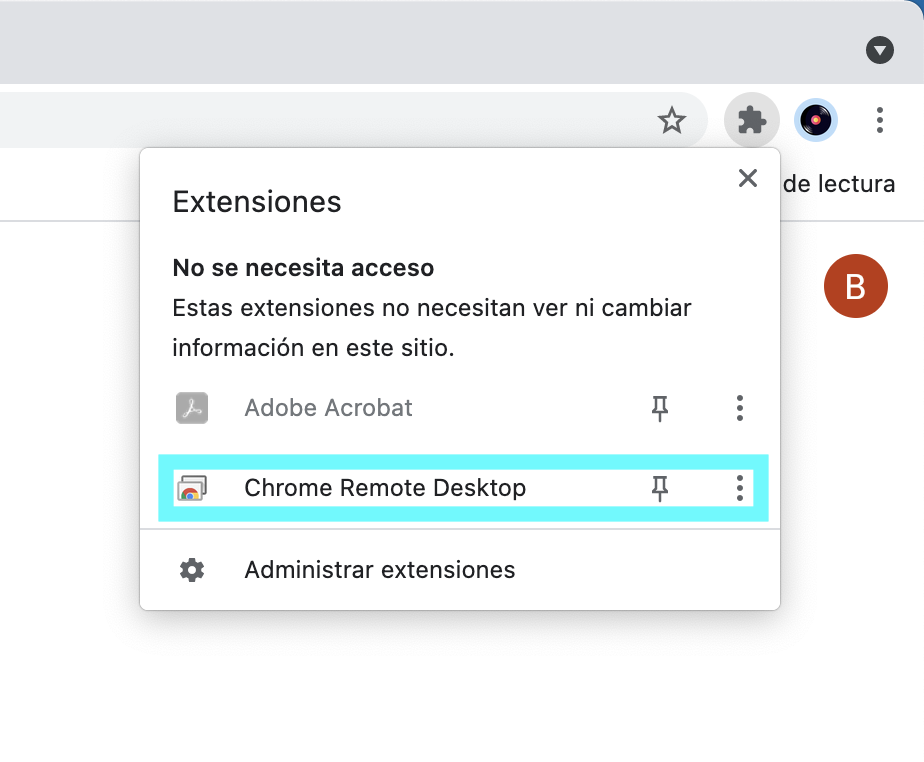 de lectura
Extensiones
No se necesita acceso
B
Estas extensiones no necesitan ver ni cambiar
información en este sitio.
Adobe Acrobat
Chrome Remote Desktop
Administrar extensiones